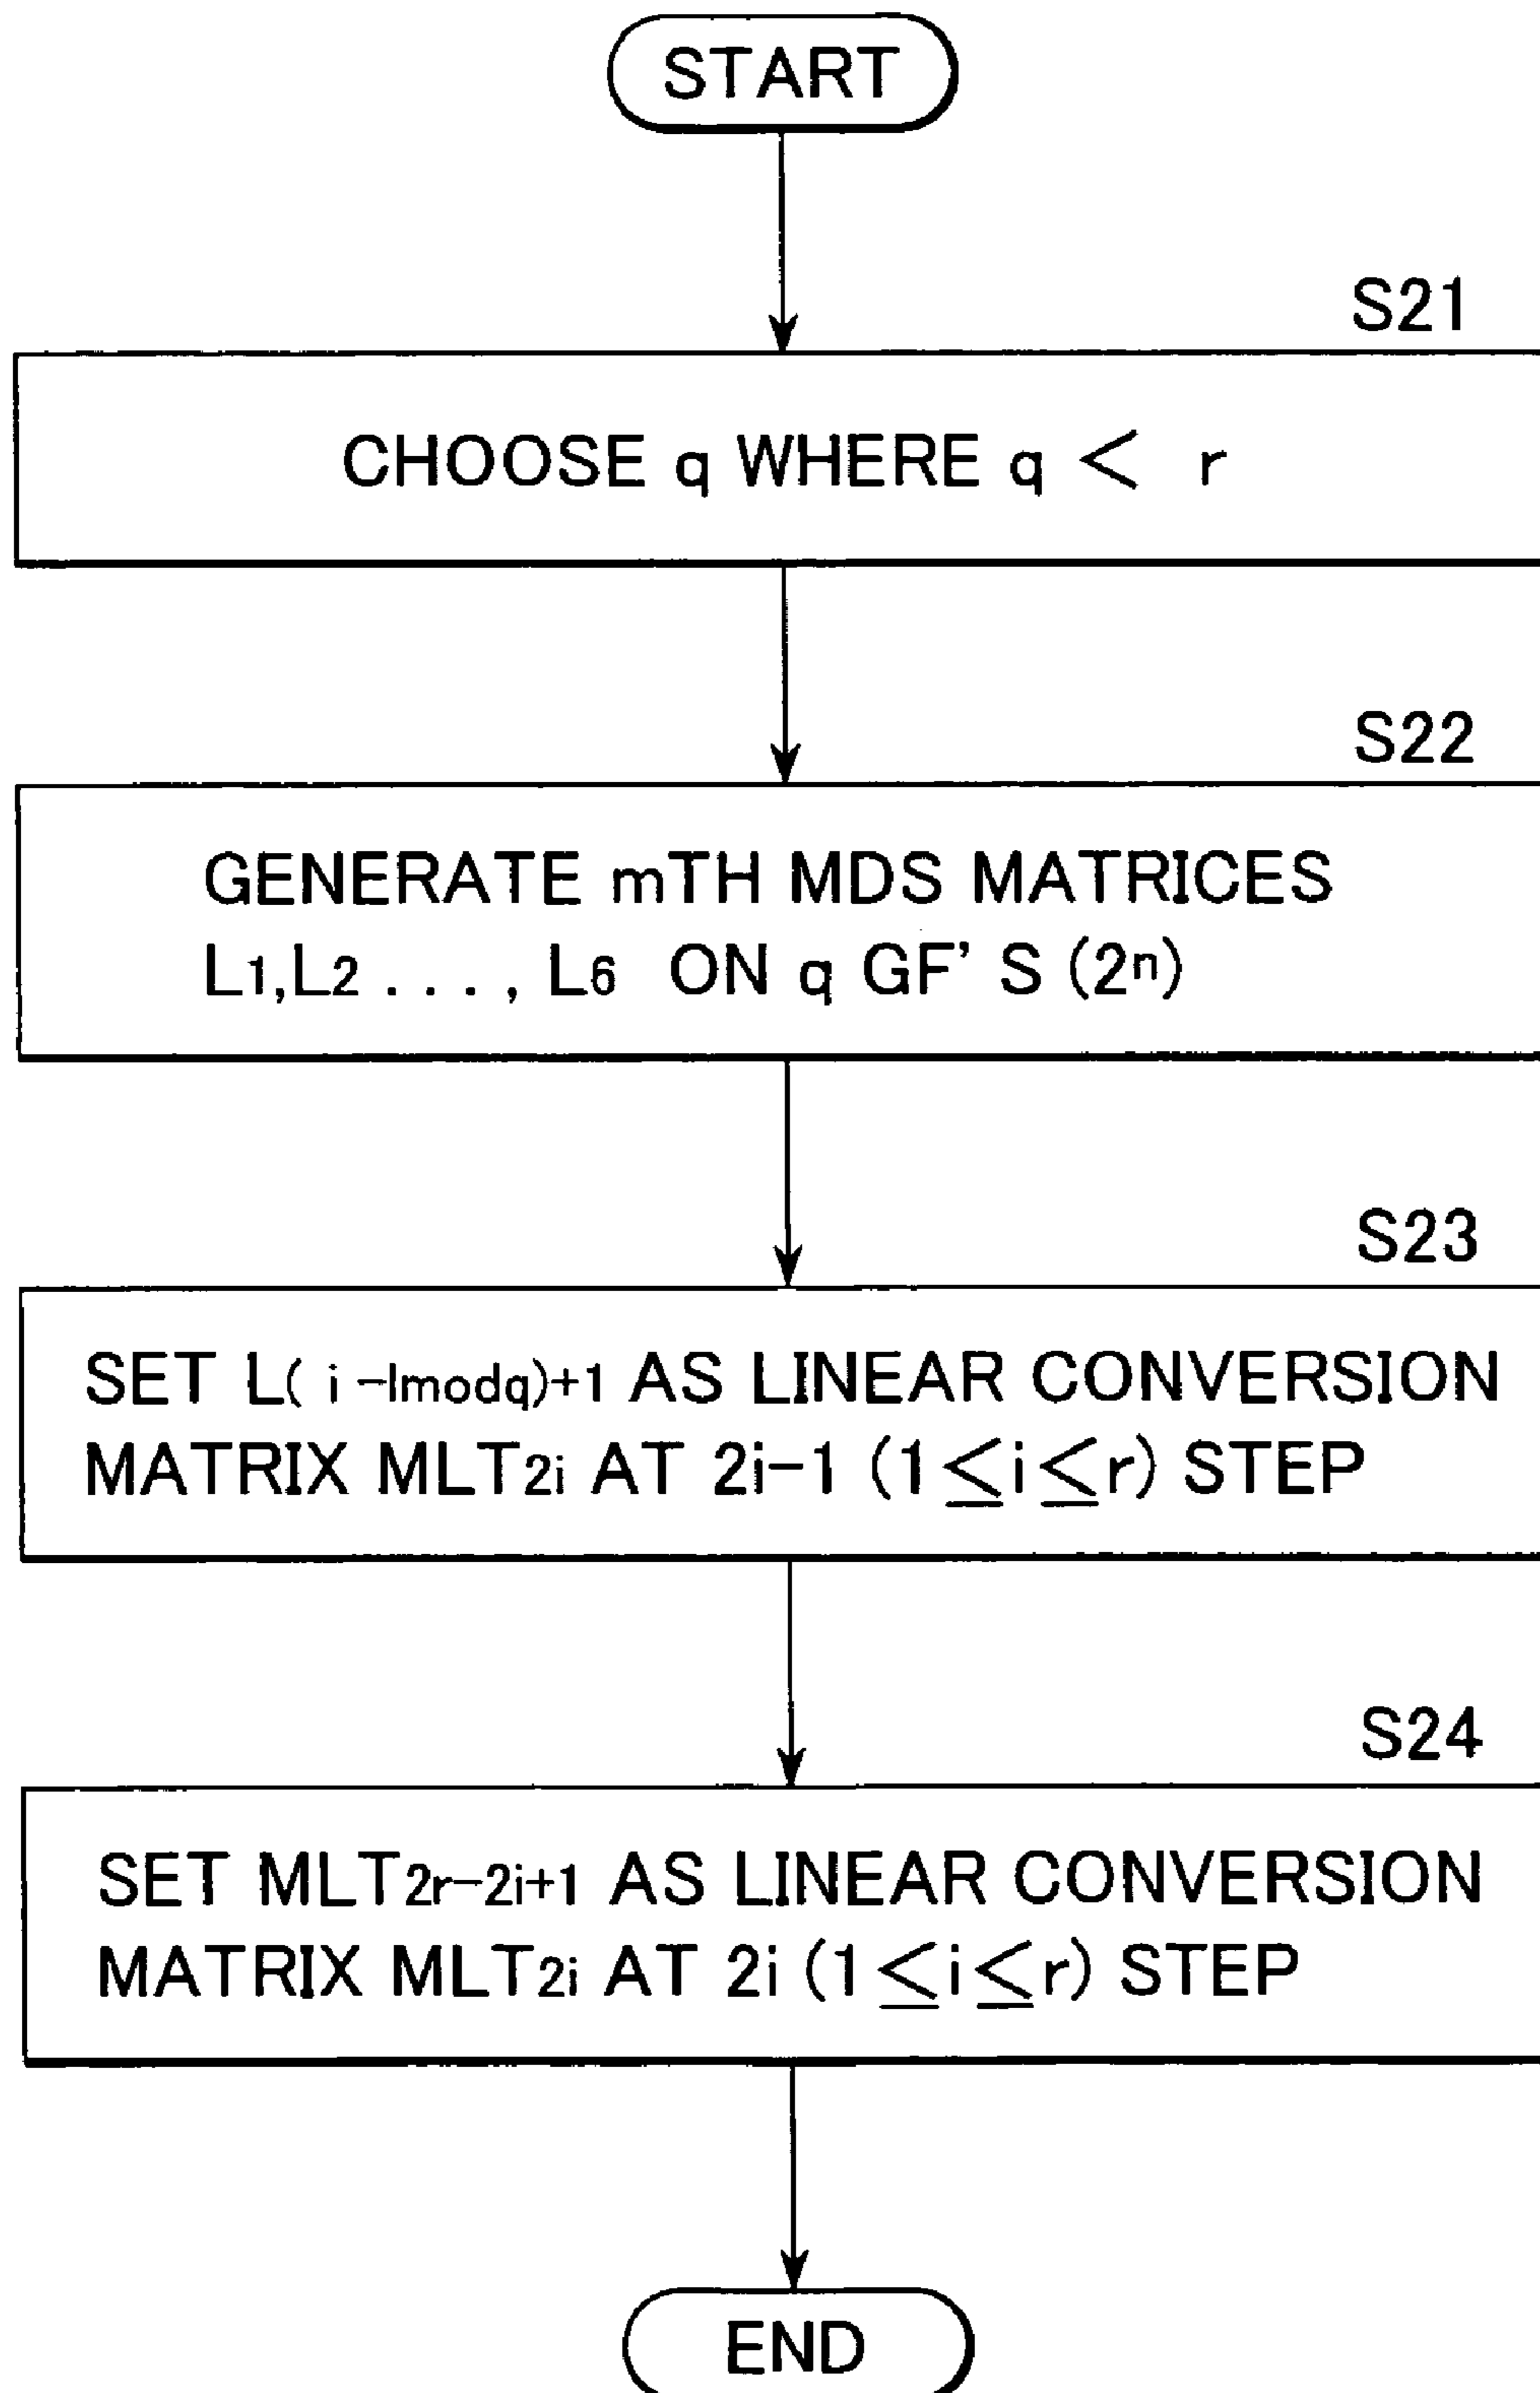 START
S21
CHOOSE q WHERE q < r
S22
GENERATE mTH MDS MATRICES
L1,L2 . . . , L6 ON q GF' S (2ⁿ)
S23
SET L( i -lmodq)+1 AS LINEAR CONVERSION
MATRIX MLT2i AT 2i-1 (1≦i≦r) STEP
S24
SET MLT2r-2i+1 AS LINEAR CONVERSION
MATRIX MLT2i AT 2i (1≦i≦r) STEP
END